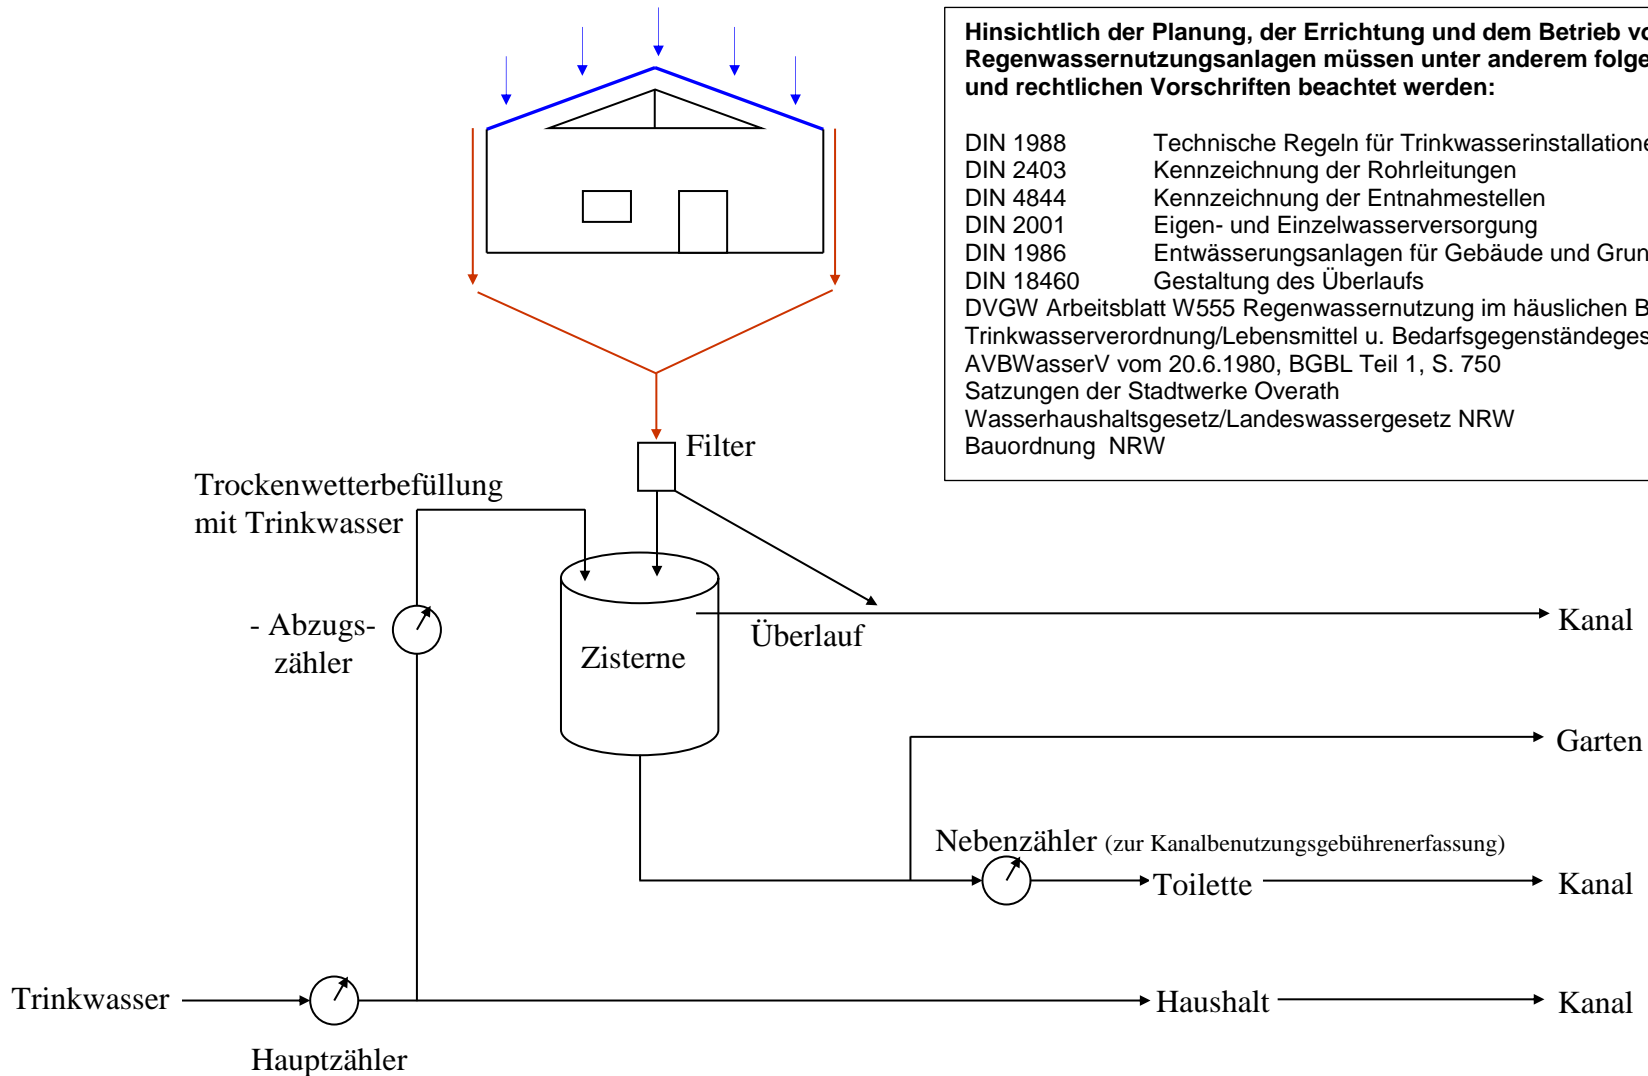 Hinsichtlich der Planung, der Errichtung und dem Betrieb vo
Regenwassernutzungsanlagen müssen unter anderem folge
und rechtlichen Vorschriften beachtet werden:
DIN 1988 Technische Regeln für Trinkwasserinstallatione
DIN 2403 Kennzeichnung der Rohrleitungen
DIN 4844 Kennzeichnung der Entnahmestellen
DIN 2001 Eigen- und Einzelwasserversorgung
DIN 1986 Entwässerungsanlagen für Gebäude und Grun
DIN 18460 Gestaltung des Überlaufs
DVGW Arbeitsblatt W555 Regenwassernutzung im häuslichen B
Trinkwasserverordnung/Lebensmittel u. Bedarfsgegenständeges
AVBWasserV vom 20.6.1980, BGBL Teil 1, S. 750
Satzungen der Stadtwerke Overath
Wasserhaushaltsgesetz/Landeswassergesetz NRW
Bauordnung NRW
Filter
Trockenwetterbefüllung
mit Trinkwasser
- Abzugs-
zähler
Zisterne
Überlauf
Kanal
Garten
Nebenzähler (zur Kanalbenutzungsgebührenerfassung)
Toilette
Kanal
Trinkwasser
Haushalt
Kanal
Hauptzähler